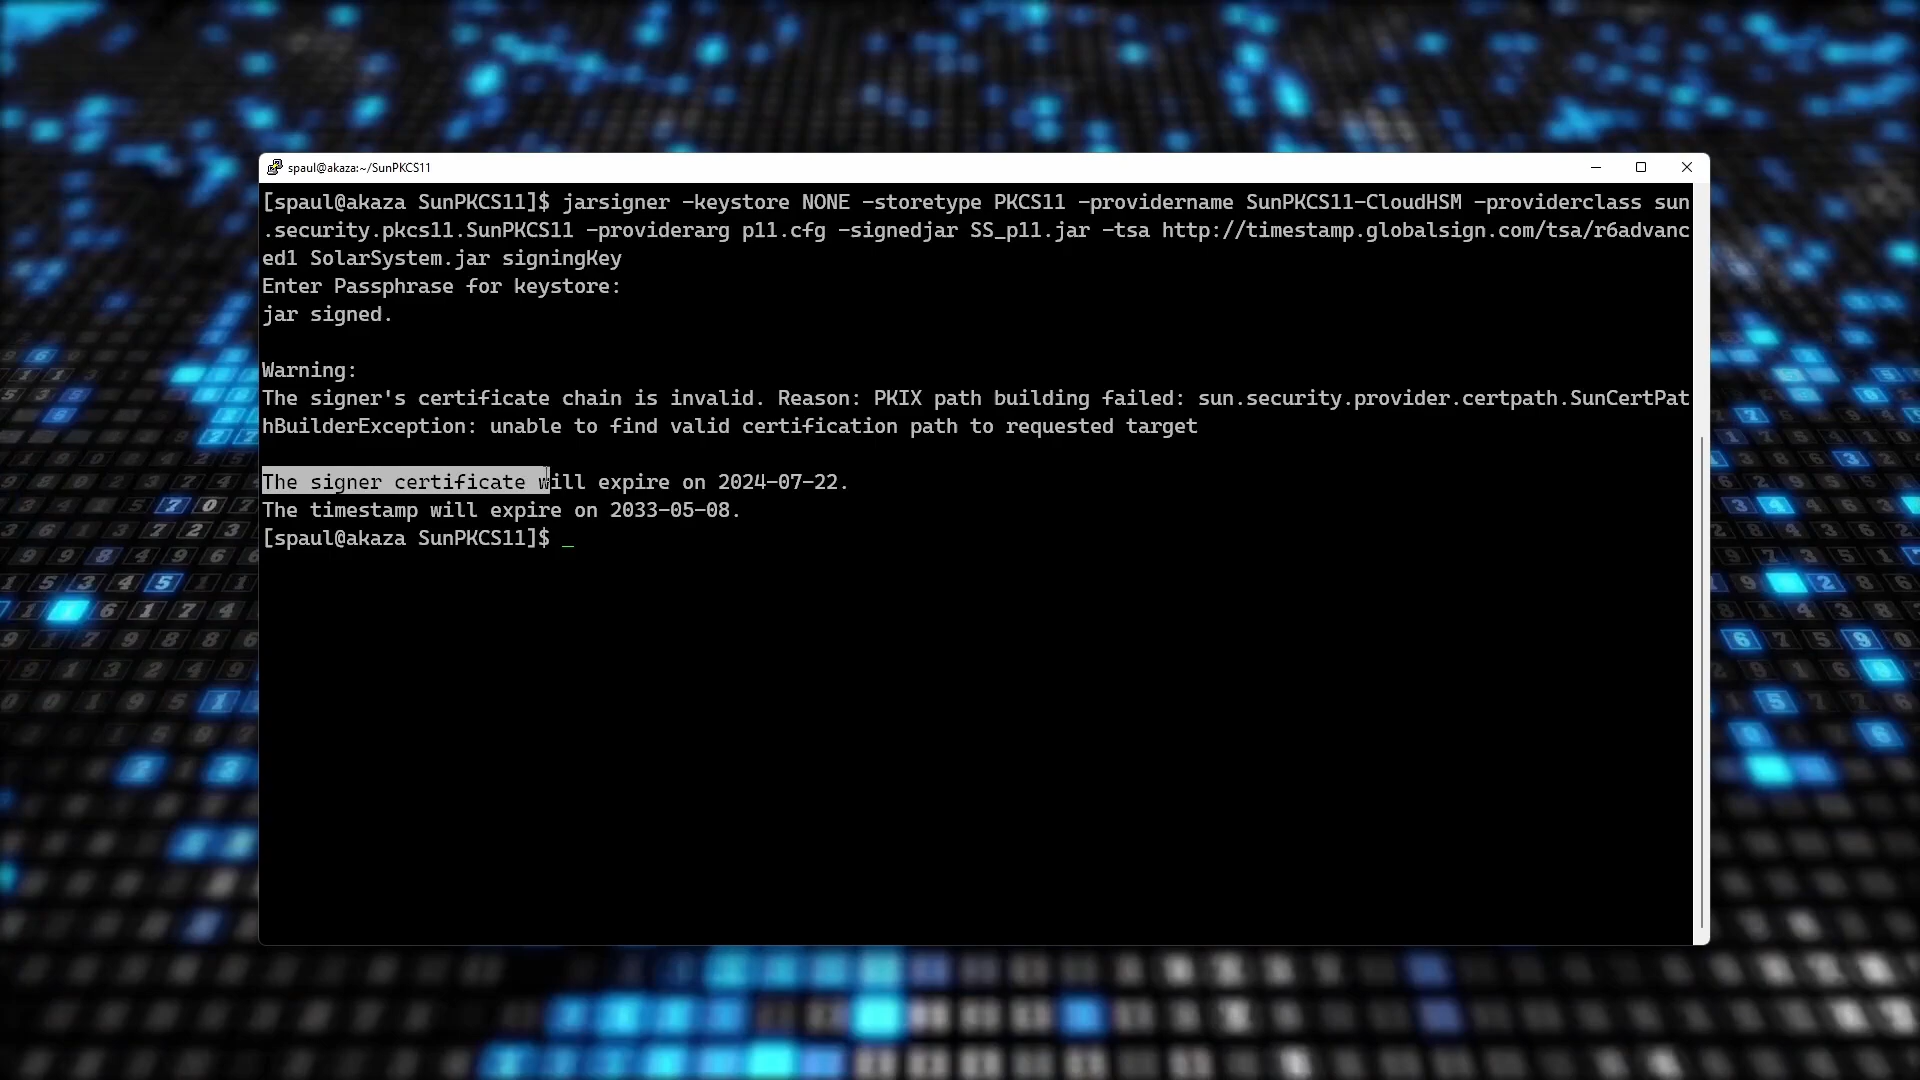 spaul@akaza:~/SunPKCS11
[spaul@akaza SunPKCS11]$ jarsigner -keystore NONE -storetype PKCS11 -providername SunPKCS11-CloudHSM -providerclass sun
.security.pkcs11.SunPKCS11 -providerarg p11.cfg -signedjar SS_p11.jar -tsa http://timestamp.globalsign.com/tsa/r6advanc
ed1 SolarSystem.jar signingKey
Enter Passphrase for keystore:
jar signed.
Warning:
The signer's certificate chain is invalid. Reason: PKIX path building failed: sun.security.provider.certpath.SunCertPat
hBuilderException: unable to find valid certification path to requested target
The signer certificate will expire on 2024-07-22.
The timestamp will expire on 2033-05-08.
[spaul@akaza SunPKCS11]$ _